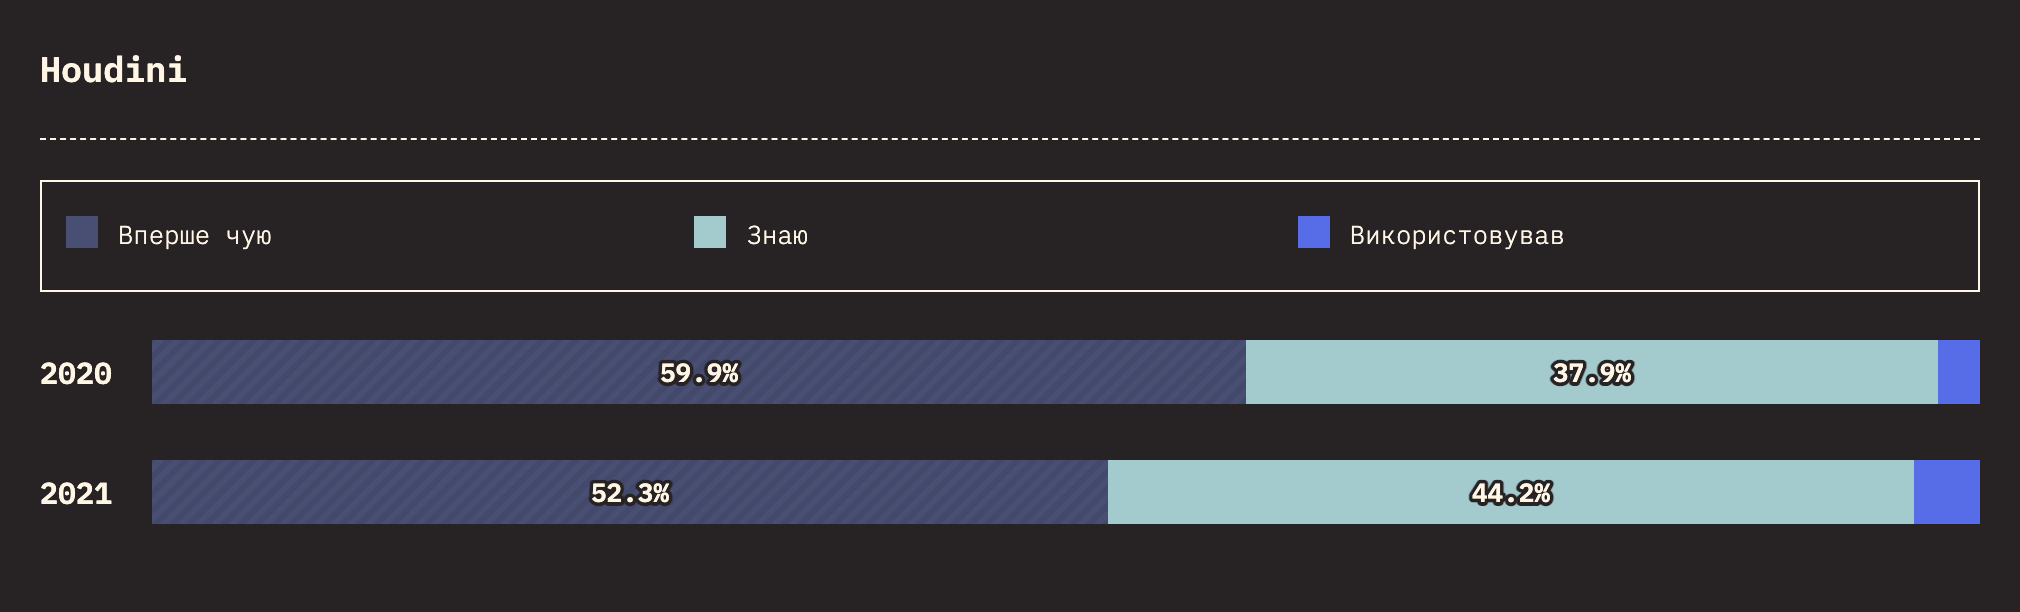 Houdini
Вперше чую Знаю Використовував
2020 59.9% 37.9%
2021 52.3% 44.2%